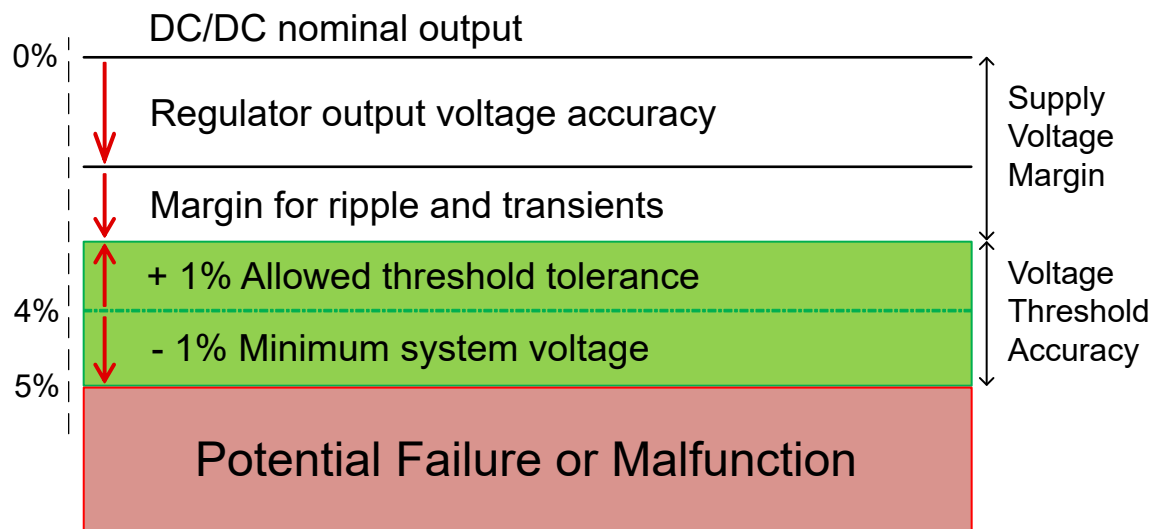 DC/DC nominal output
0%
Regulator output voltage accuracy
Supply
Voltage
Margin
Margin for ripple and transients
+ 1% Allowed threshold tolerance
4%
- 1% Minimum system voltage
Voltage
Threshold
Accuracy
5%
Potential Failure or Malfunction